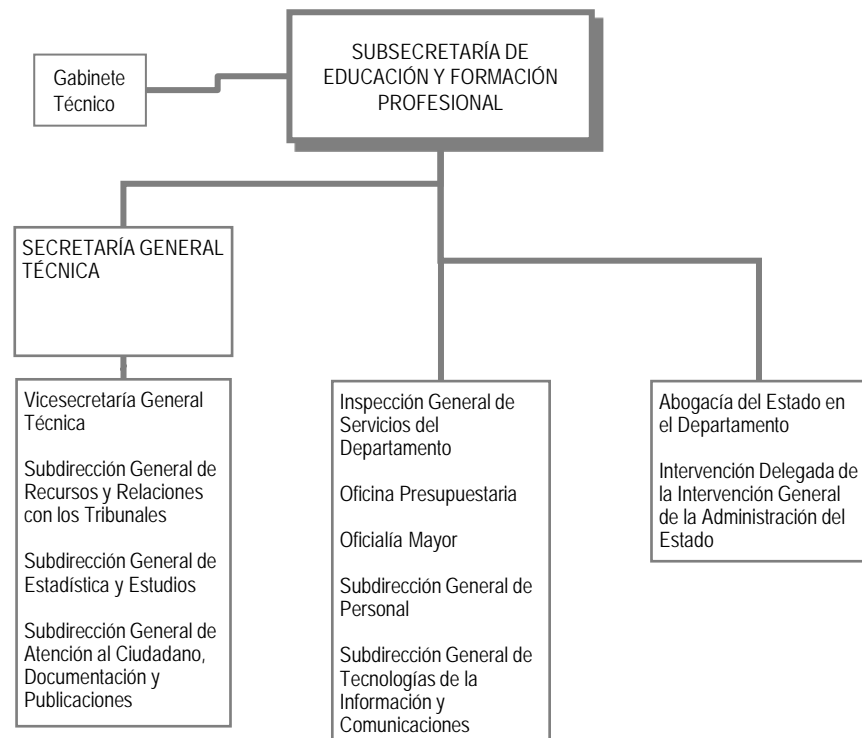 SUBSECRETARÍA DE
EDUCACIÓN Y FORMACIÓN
PROFESIONAL
Gabinete
Técnico
SECRETARÍA GENERAL
TÉCNICA
Vicesecretaría General
Técnica
Subdirección General de
Recursos y Relaciones
con los Tribunales
Subdirección General de
Estadística y Estudios
Subdirección General de
Atención al Ciudadano,
Documentación y
Publicaciones
Inspección General de
Servicios del
Departamento
Oficina Presupuestaria
Oficialía Mayor
Subdirección General de
Personal
Subdirección General de
Tecnologías de la
Información y
Comunicaciones
Abogacía del Estado en
el Departamento
Intervención Delegada de
la Intervención General
de la Administración del
Estado